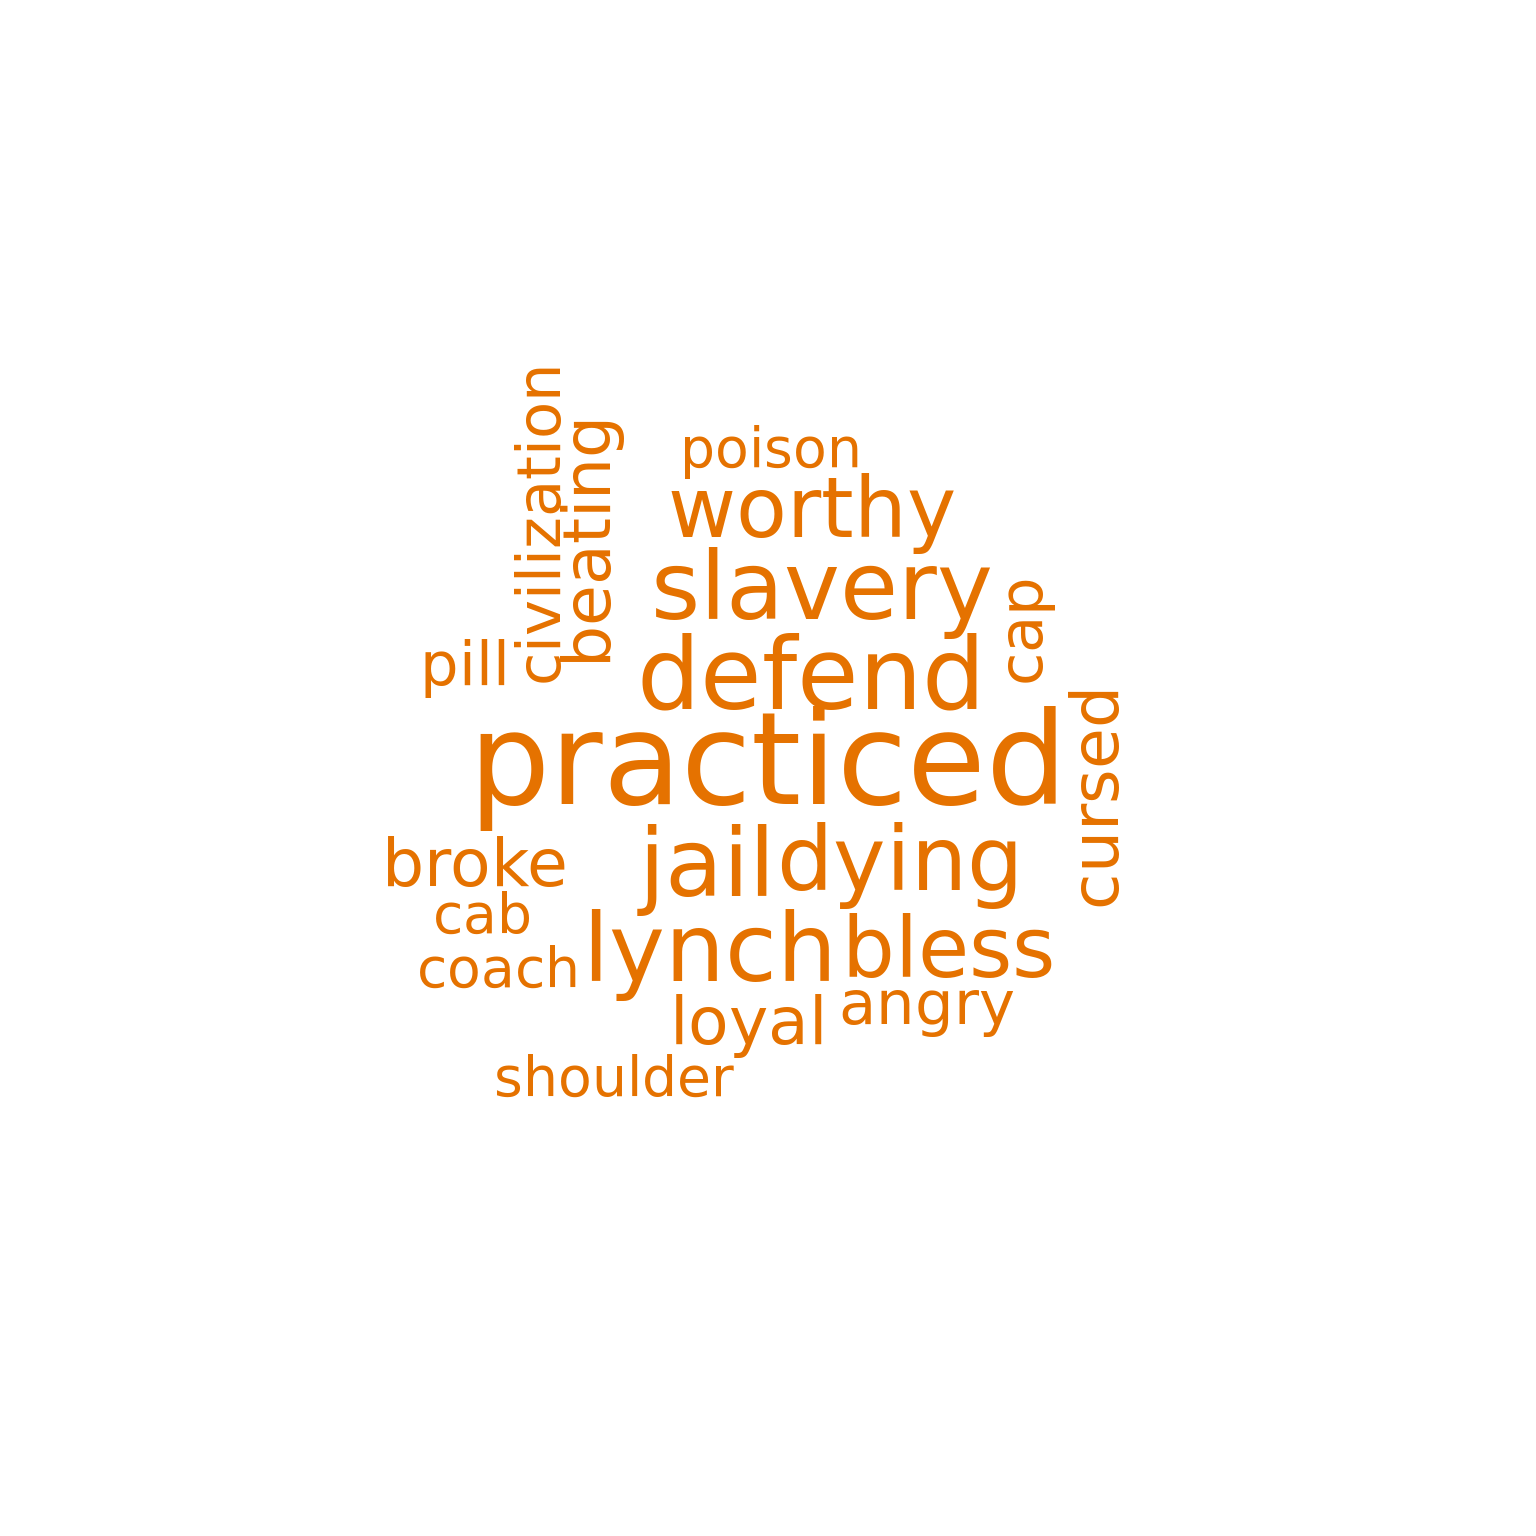 civilization
beating
poison
worthy
slavery
cap
pill
defend
practiced
cursed
broke
jail
dying
cab
lynch
bless
coach
loyal
angry
shoulder